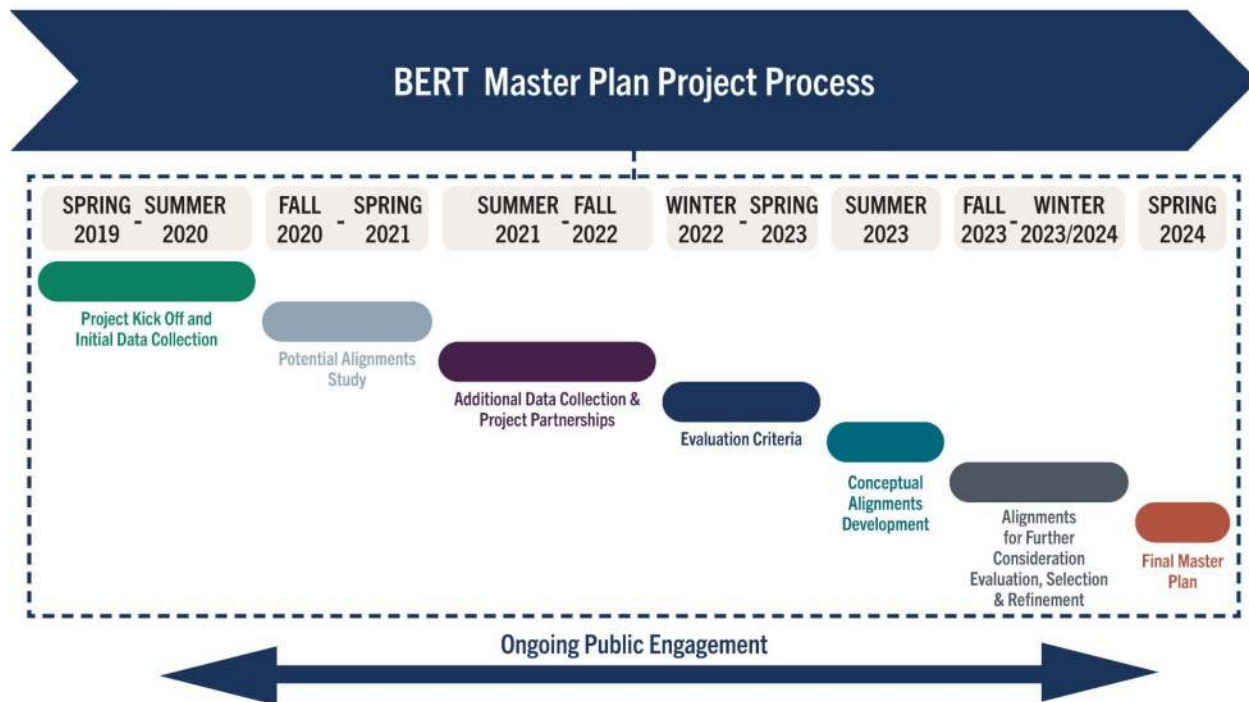 BERT Master Plan Project Process
SPRING 2019 - SUMMER 2020
FALL 2020 - SPRING 2021
SUMMER 2021 - FALL 2022
WINTER 2022 - SPRING 2023
SUMMER 2023
FALL 2023 - WINTER 2023/2024
SPRING 2024
Project Kick Off and
Initial Data Collection
Potential Alignments
Study
Additional Data Collection &
Project Partnerships
Evaluation Criteria
Conceptual
Alignments
Development
Alignments
for Further
Consideration
Evaluation, Selection
& Refinement
Final Master
Plan
Ongoing Public Engagement